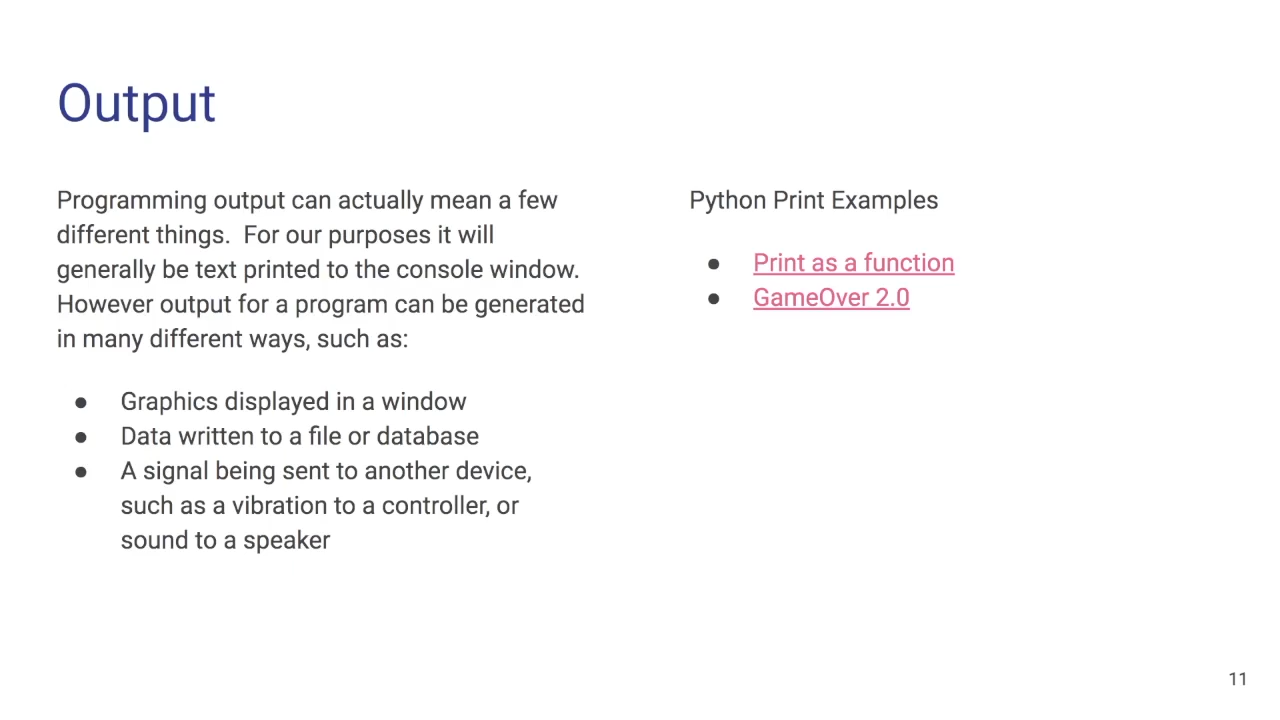 Output
Programming output can actually mean a few
different things.  For our purposes it will
generally be text printed to the console window.
However output for a program can be generated
in many different ways, such as:
● Graphics displayed in a window
● Data written to a file or database
● A signal being sent to another device,
such as a vibration to a controller, or
sound to a speaker
Python Print Examples
● Print as a function
● GameOver 2.0
11